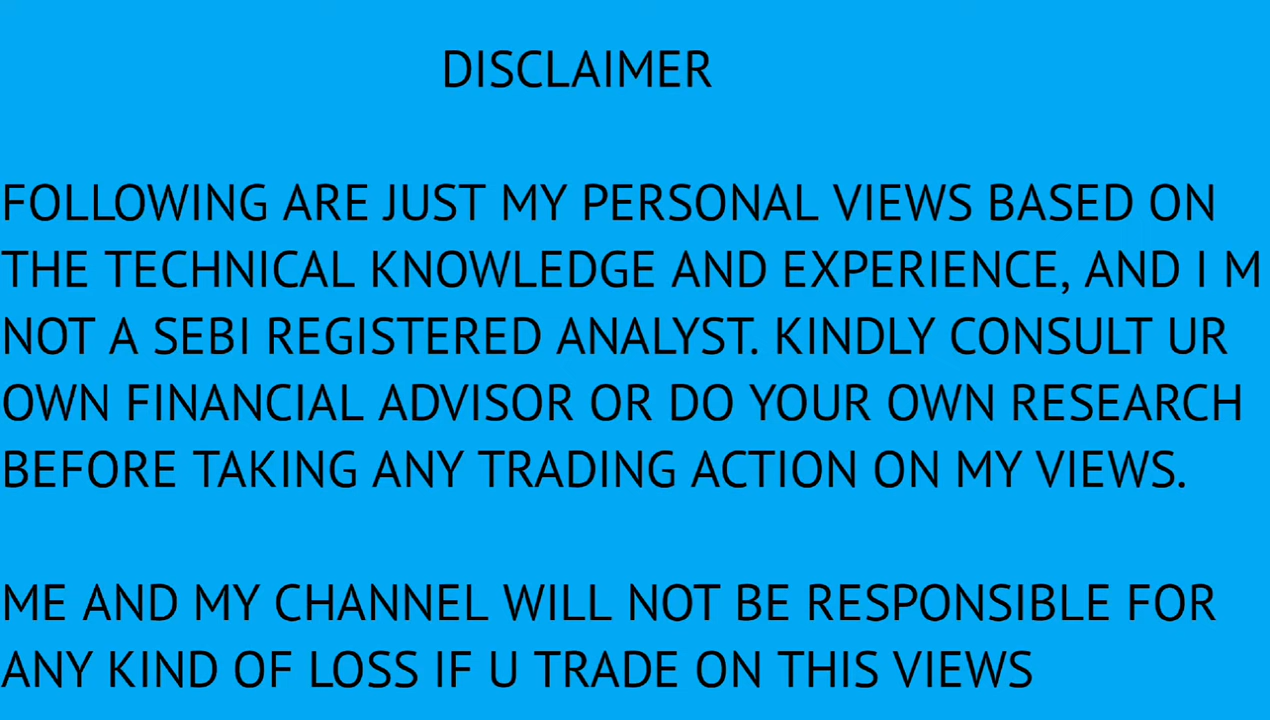 DISCLAIMER
FOLLOWING ARE JUST MY PERSONAL VIEWS BASED ON
THE TECHNICAL KNOWLEDGE AND EXPERIENCE, AND I M
NOT A SEBI REGISTERED ANALYST. KINDLY CONSULT UR
OWN FINANCIAL ADVISOR OR DO YOUR OWN RESEARCH
BEFORE TAKING ANY TRADING ACTION ON MY VIEWS.
ME AND MY CHANNEL WILL NOT BE RESPONSIBLE FOR
ANY KIND OF LOSS IF U TRADE ON THIS VIEWS